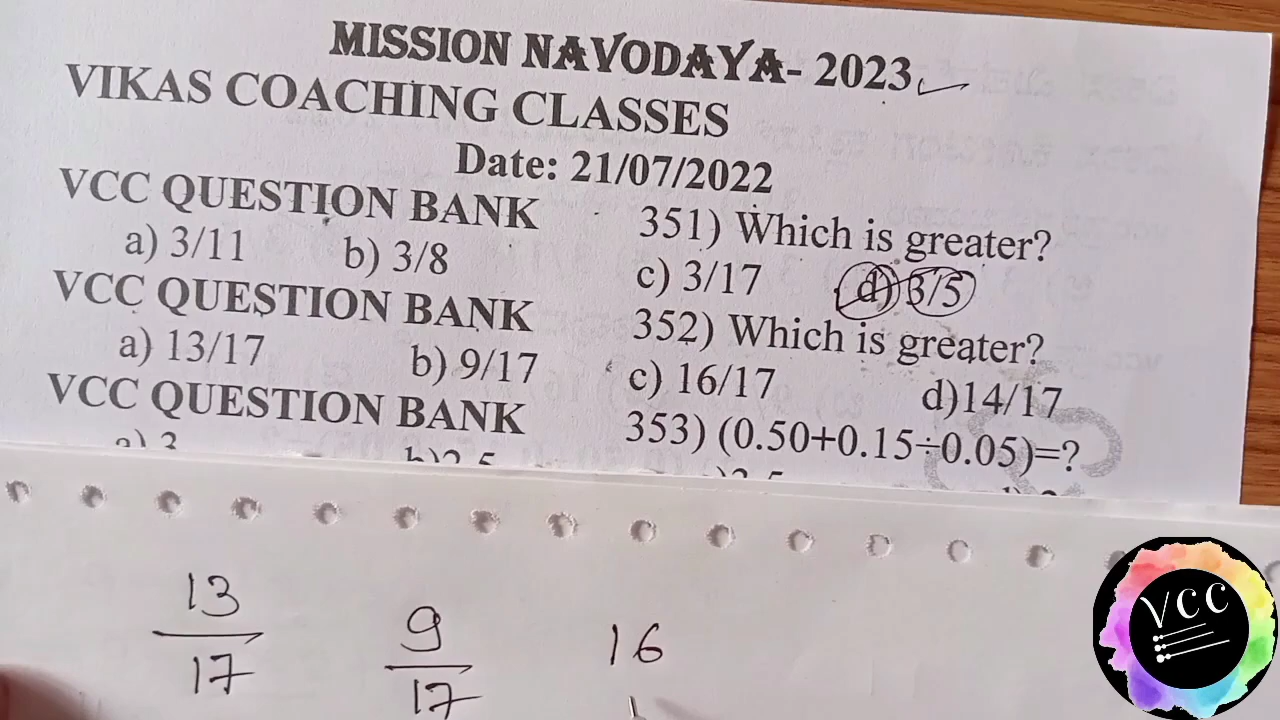 MISSION NAVODAYA- 2023
VIKAS COACHING CLASSES
Date: 21/07/2022
VCC QUESTION BANK 351) Which is greater?
a) 3/11 b) 3/8 c) 3/17 d) 3/5
VCC QUESTION BANK 352) Which is greater?
a) 13/17 b) 9/17 c) 16/17 d)14/17
VCC QUESTION BANK 353) (0.50+0.15÷0.05)=?
13 9 16
17 17
VCC